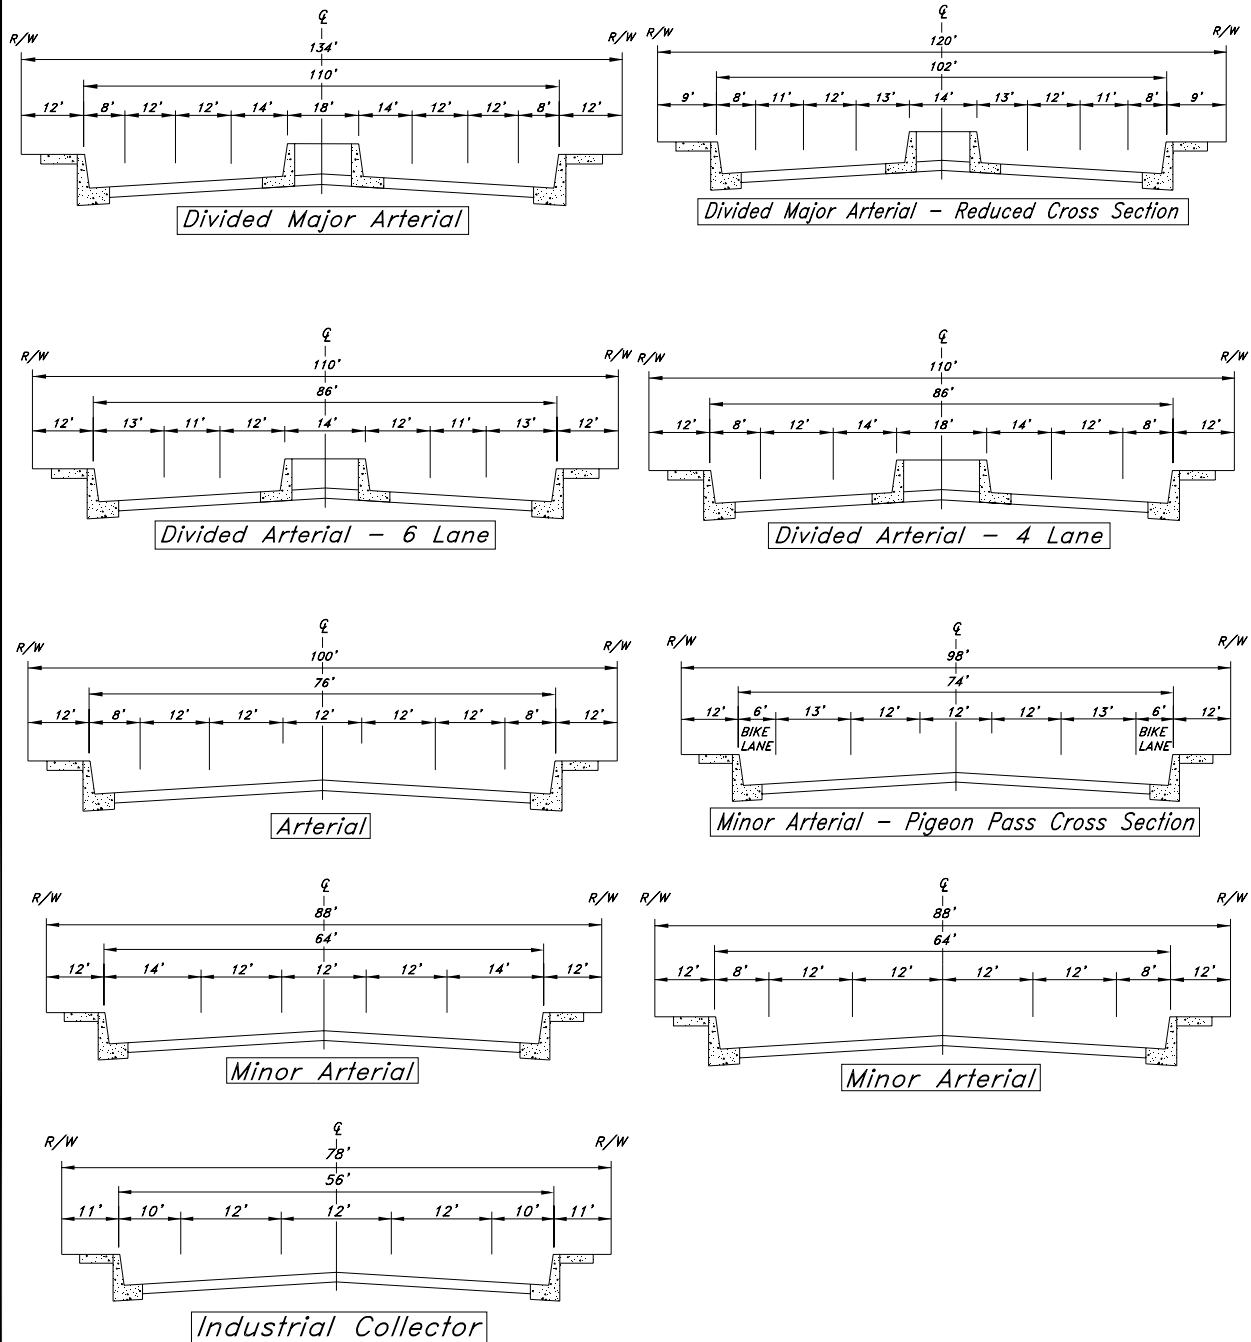 ℄
R/W R/W
134'
110'
12' 8' 12' 12' 14' 18' 14' 12' 12' 8' 12'
Divided Major Arterial
℄
R/W R/W
120'
102'
9' 8' 11' 12' 13' 14' 13' 12' 11' 8' 9'
Divided Major Arterial - Reduced Cross Section
℄
R/W R/W
110'
86'
12' 13' 11' 12' 14' 12' 11' 13' 12'
Divided Arterial - 6 Lane
℄
R/W R/W
110'
86'
12' 8' 12' 14' 18' 14' 12' 8' 12'
Divided Arterial - 4 Lane
℄
R/W R/W
100'
76'
12' 8' 12' 12' 12' 12' 12' 8' 12'
Arterial
℄
R/W R/W
98'
74'
12' 6' 13' 12' 12' 12' 13' 6' 12'
BIKE BIKE
LANE LANE
Minor Arterial - Pigeon Pass Cross Section
℄
R/W R/W
88'
64'
12' 14' 12' 12' 12' 14' 12'
Minor Arterial
℄
R/W R/W
88'
64'
12' 8' 12' 12' 12' 12' 8' 12'
Minor Arterial
℄
R/W R/W
78'
56'
11' 10' 12' 12' 12' 10' 11'
Industrial Collector